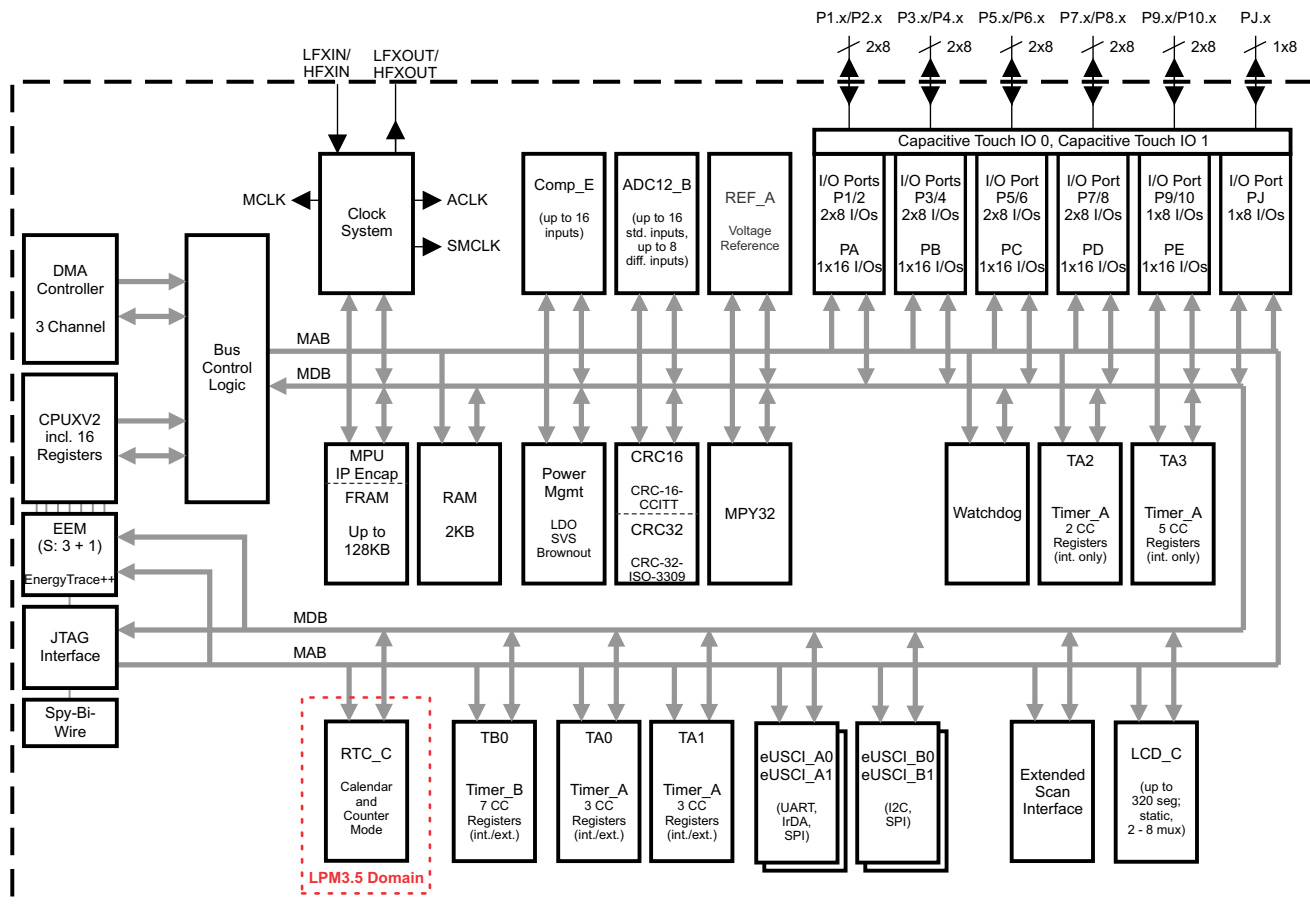 P1.x/P2.x P3.x/P4.x P5.x/P6.x P7.x/P8.x P9.x/P10.x PJ.x
2x8 2x8 2x8 2x8 2x8 1x8
LFXIN/
HFXIN
LFXOUT/
HFXOUT
MCLK
Clock
System
ACLK
SMCLK
Comp_E
(up to 16
inputs)
ADC12_B
(up to 16
std. inputs,
up to 8
diff. inputs)
REF_A
Voltage
Reference
Capacitive Touch IO 0, Capacitive Touch IO 1
I/O Ports
P1/2
2x8 I/Os
PA
1x16 I/Os
I/O Ports
P3/4
2x8 I/Os
PB
1x16 I/Os
I/O Port
P5/6
2x8 I/Os
PC
1x16 I/Os
I/O Ports
P7/8
2x8 I/Os
PD
1x16 I/Os
I/O Port
P9/10
1x8 I/Os
PE
1x16 I/Os
I/O Port
PJ
1x8 I/Os
DMA
Controller
3 Channel
Bus
Control
Logic
MAB
MDB
CPUXV2
incl. 16
Registers
MPU
IP Encap
FRAM
Up to
128KB
RAM
2KB
Power
Mgmt
LDO
SVS
Brownout
CRC16
CRC-16-
CCITT
CRC32
CRC-32-
ISO-3309
MPY32
Watchdog
TA2
Timer_A
2 CC
Registers
(int. only)
TA3
Timer_A
5 CC
Registers
(int. only)
EEM
(S: 3 + 1)
EnergyTrace++
JTAG
Interface
Spy-Bi-
Wire
MDB
MAB
RTC_C
Calendar
and
Counter
Mode
LPM3.5 Domain
TB0
Timer_B
7 CC
Registers
(int./ext.)
TA0
Timer_A
3 CC
Registers
(int./ext.)
TA1
Timer_A
3 CC
Registers
(int./ext.)
eUSCI_A0
eUSCI_A1
(UART,
IrDA,
SPI)
eUSCI_B0
eUSCI_B1
(I2C,
SPI)
Extended
Scan
Interface
LCD_C
(up to
320 seg;
static,
2 - 8 mux)